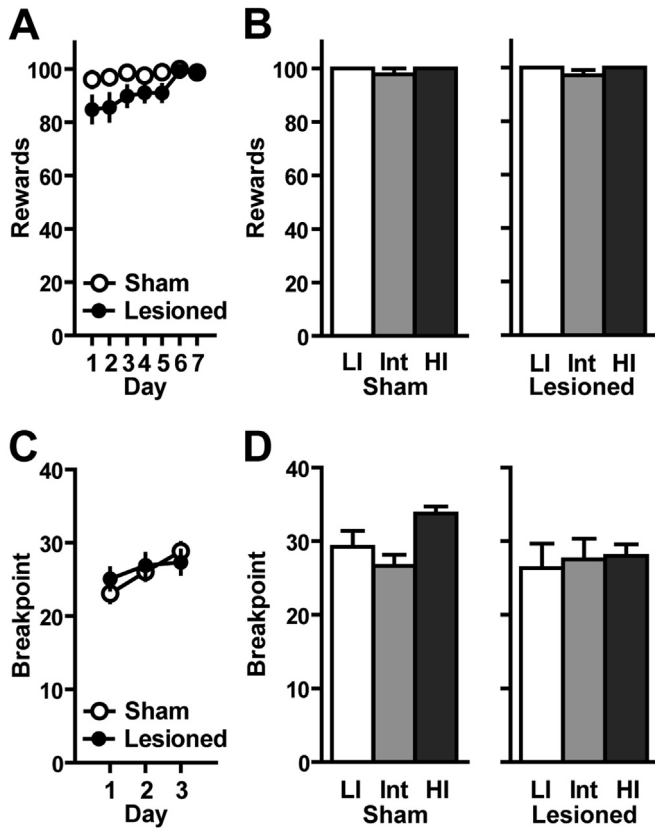 A
Rewards
100
80
60
40
20
0
Sham
Lesioned
1 2 3 4 5 6 7
Day
B
Rewards
100
80
60
40
20
0
LI Int HI
Sham
LI Int HI
Lesioned
C
Breakpoint
40
30
20
10
0
Sham
Lesioned
1 2 3
Day
D
Breakpoint
40
30
20
10
0
LI Int HI
Sham
LI Int HI
Lesioned